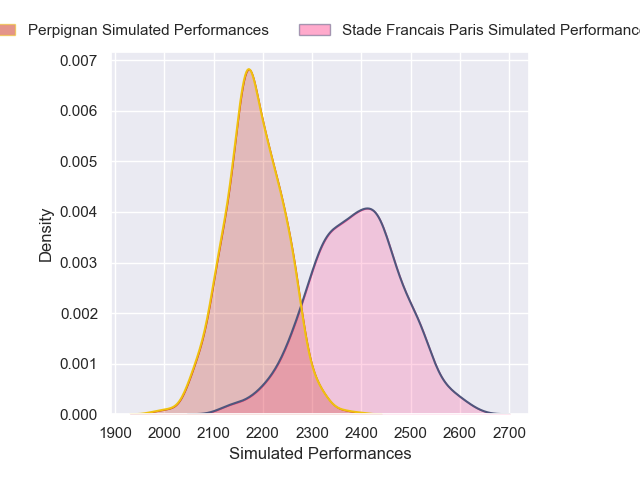 Perpignan Simulated Performances Stade Francais Paris Simulated Performance
0.007
0.006
0.005
0.004
0.003
0.002
0.001
0.000
Density
1900 2000 2100 2200 2300 2400 2500 2600 2700
Simulated Performances